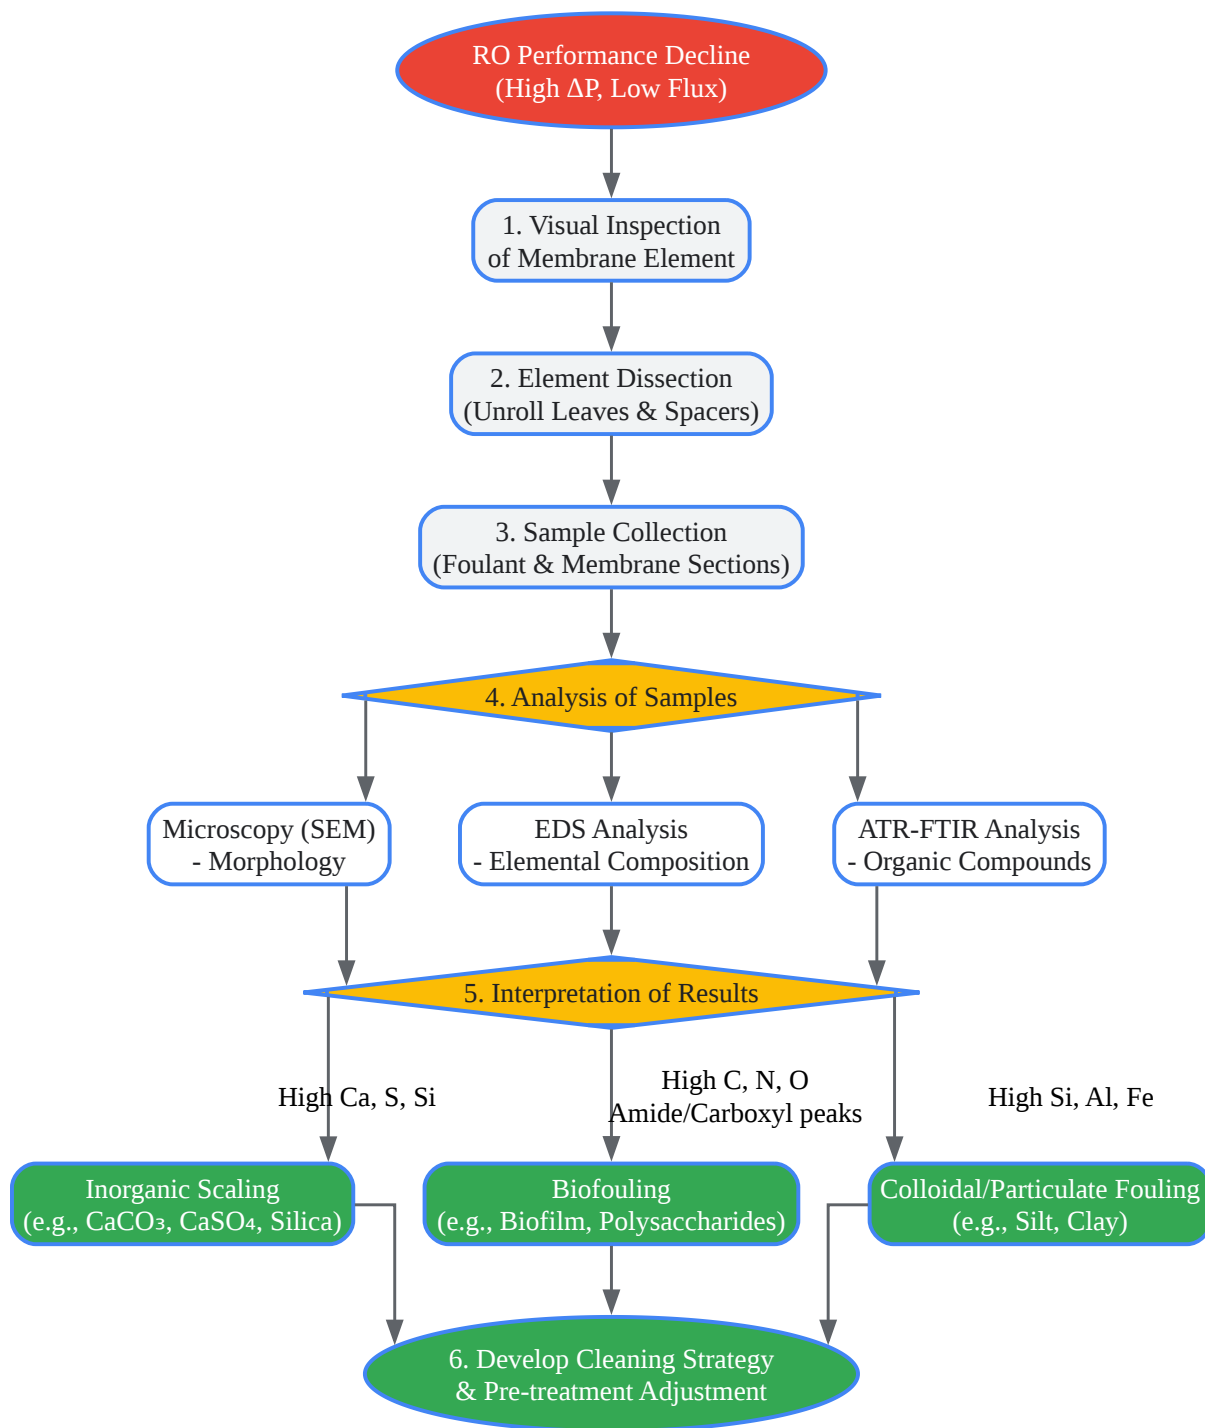 RO Performance Decline
(High ΔP, Low Flux)
1. Visual Inspection
of Membrane Element
2. Element Dissection
(Unroll Leaves & Spacers)
3. Sample Collection
(Foulant & Membrane Sections)
4. Analysis of Samples
Microscopy (SEM)
- Morphology
EDS Analysis
- Elemental Composition
ATR-FTIR Analysis
- Organic Compounds
5. Interpretation of Results
High Ca, S, Si
High C, N, O
Amide/Carboxyl peaks
High Si, Al, Fe
Inorganic Scaling
(e.g., CaCO₃, CaSO₄, Silica)
Biofouling
(e.g., Biofilm, Polysaccharides)
Colloidal/Particulate Fouling
(e.g., Silt, Clay)
6. Develop Cleaning Strategy
& Pre-treatment Adjustment